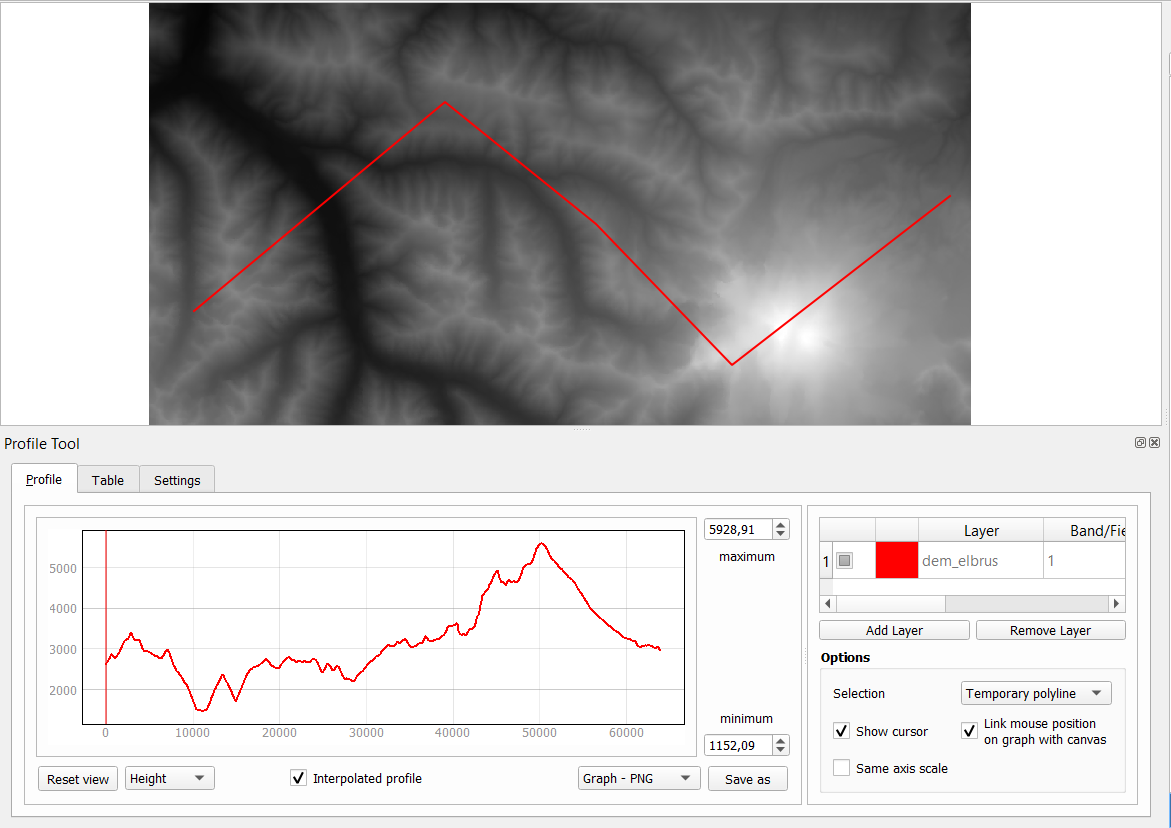 Profile Tool
Profile
Table
Settings
5928,91
maximum
5000
4000
3000
2000
0
10000
20000
30000
40000
50000
60000
minimum
1152,09
Reset view
Height
Interpolated profile
Graph - PNG
Save as
Layer
Band/Fie
1
dem_elbrus
1
Add Layer
Remove Layer
Options
Selection
Temporary polyline
Show cursor
Link mouse position
on graph with canvas
Same axis scale